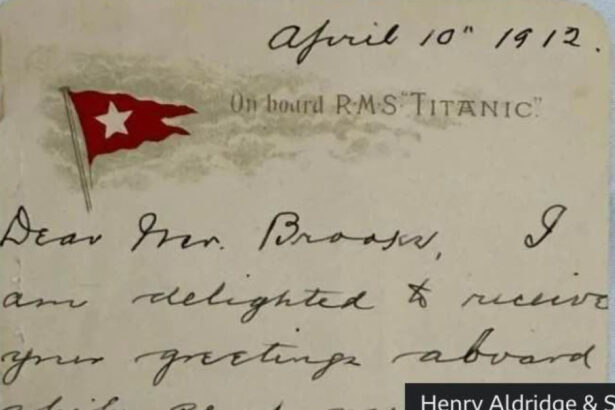 April 10" 1912.
On board R·M·S "TITANIC".
Dear Mr. Brooks, I
am delighted to receive
your greetings aboard
Henry Aldridge & S